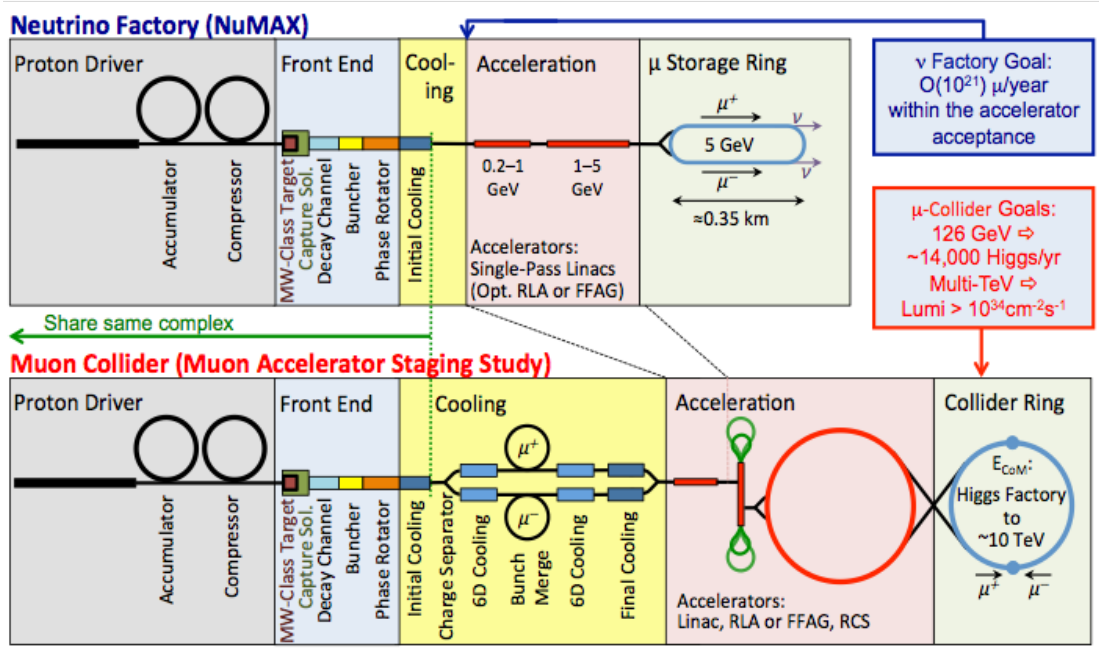 Neutrino Factory (NuMAX)
Proton Driver
Front End
Cool-
ing
Acceleration
μ Storage Ring
ν Factory Goal:
O(10²¹) μ/year
within the accelerator
acceptance
μ⁺
5 GeV
μ⁻
ν
ν
≈0.35 km
0.2–1
GeV
1–5
GeV
Accumulator
Compressor
MW-Class Target
Capture Sol.
Decay Channel
Buncher
Phase Rotator
Initial Cooling
Accelerators:
Single-Pass Linacs
(Opt. RLA or FFAG)
μ-Collider Goals:
126 GeV ⇨
~14,000 Higgs/yr
Multi-TeV ⇨
Lumi > 10³⁴cm⁻²s⁻¹
Share same complex
Muon Collider (Muon Accelerator Staging Study)
Proton Driver
Front End
Cooling
Acceleration
Collider Ring
μ⁺
μ⁻
E_CoM:
Higgs Factory
to
~10 TeV
μ⁺
μ⁻
Accumulator
Compressor
MW-Class Target
Capture Sol.
Decay Channel
Buncher
Phase Rotator
Initial Cooling
Charge Separator
6D Cooling
Bunch
Merge
6D Cooling
Final Cooling
Accelerators:
Linac, RLA or FFAG, RCS